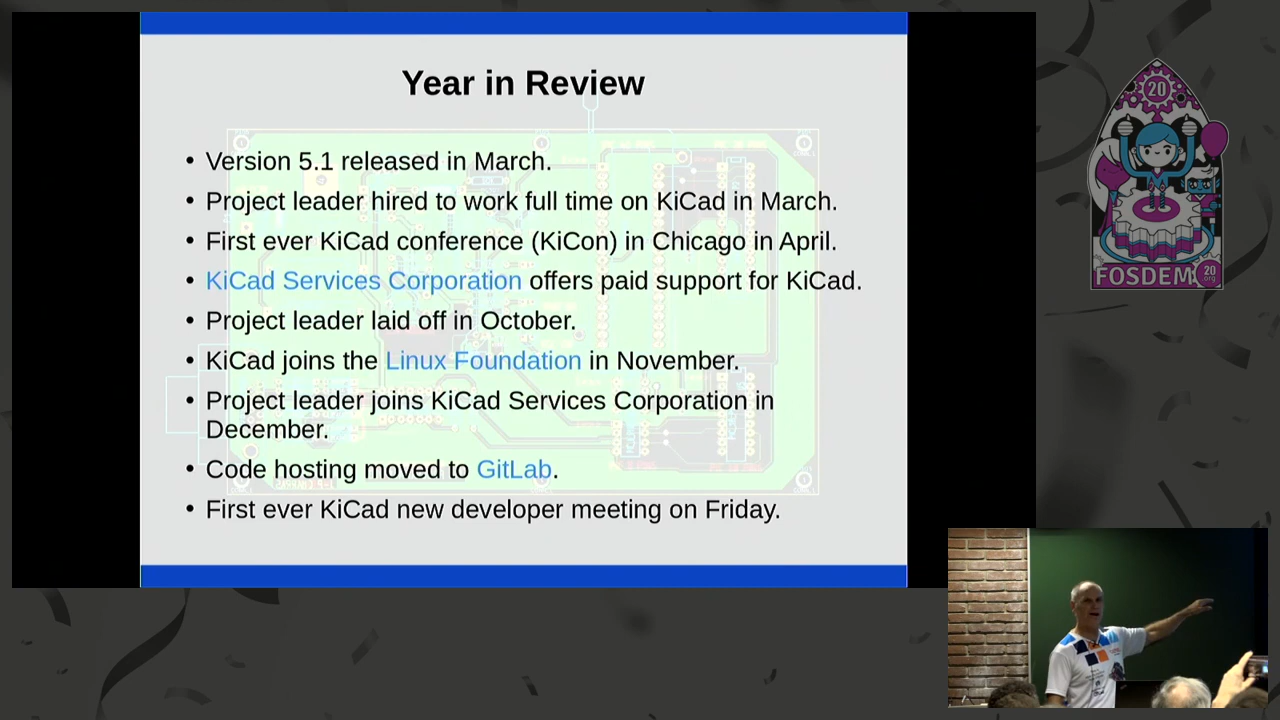 Year in Review
• Version 5.1 released in March.
• Project leader hired to work full time on KiCad in March.
• First ever KiCad conference (KiCon) in Chicago in April.
• KiCad Services Corporation offers paid support for KiCad.
• Project leader laid off in October.
• KiCad joins the Linux Foundation in November.
• Project leader joins KiCad Services Corporation in
December.
• Code hosting moved to GitLab.
• First ever KiCad new developer meeting on Friday.
20
FOSDEM
20
org